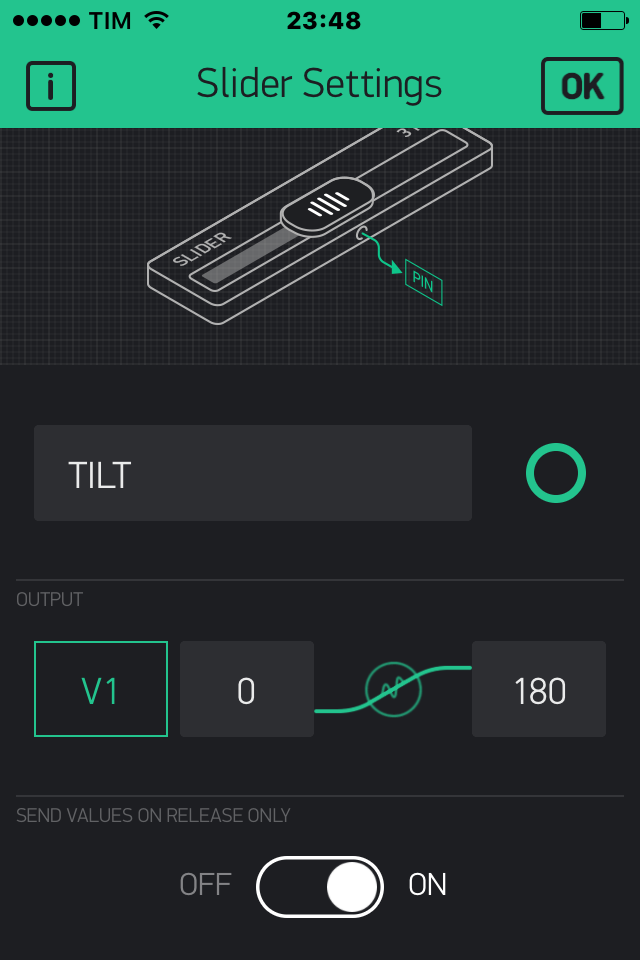 TIM 23:48
i Slider Settings OK
SLIDER
PIN
TILT
OUTPUT
V1 0 180
SEND VALUES ON RELEASE ONLY
OFF ON